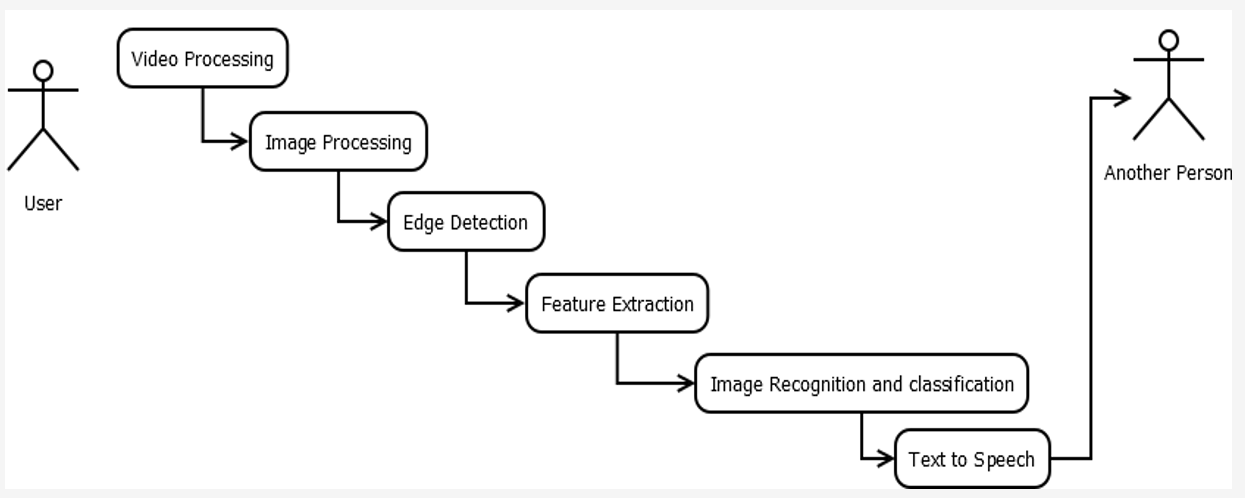 Video Processing
Image Processing
User
Another Person
Edge Detection
Feature Extraction
Image Recognition and classification
Text to Speech